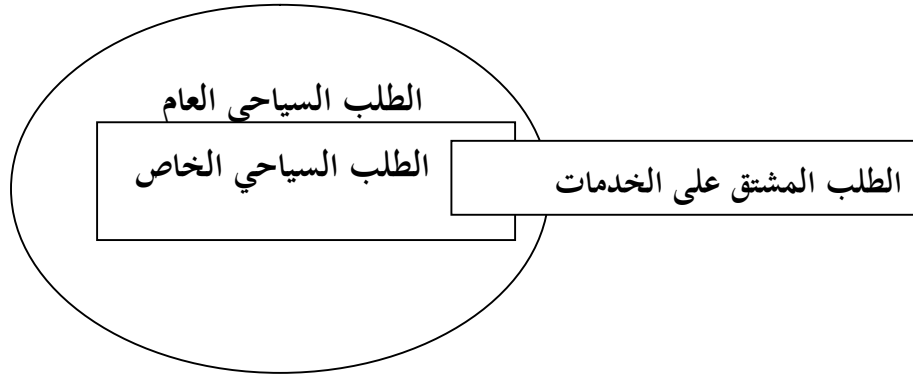 الطلب السياحي العام
الطلب السياحي الخاص
الطلب المشتق على الخدمات